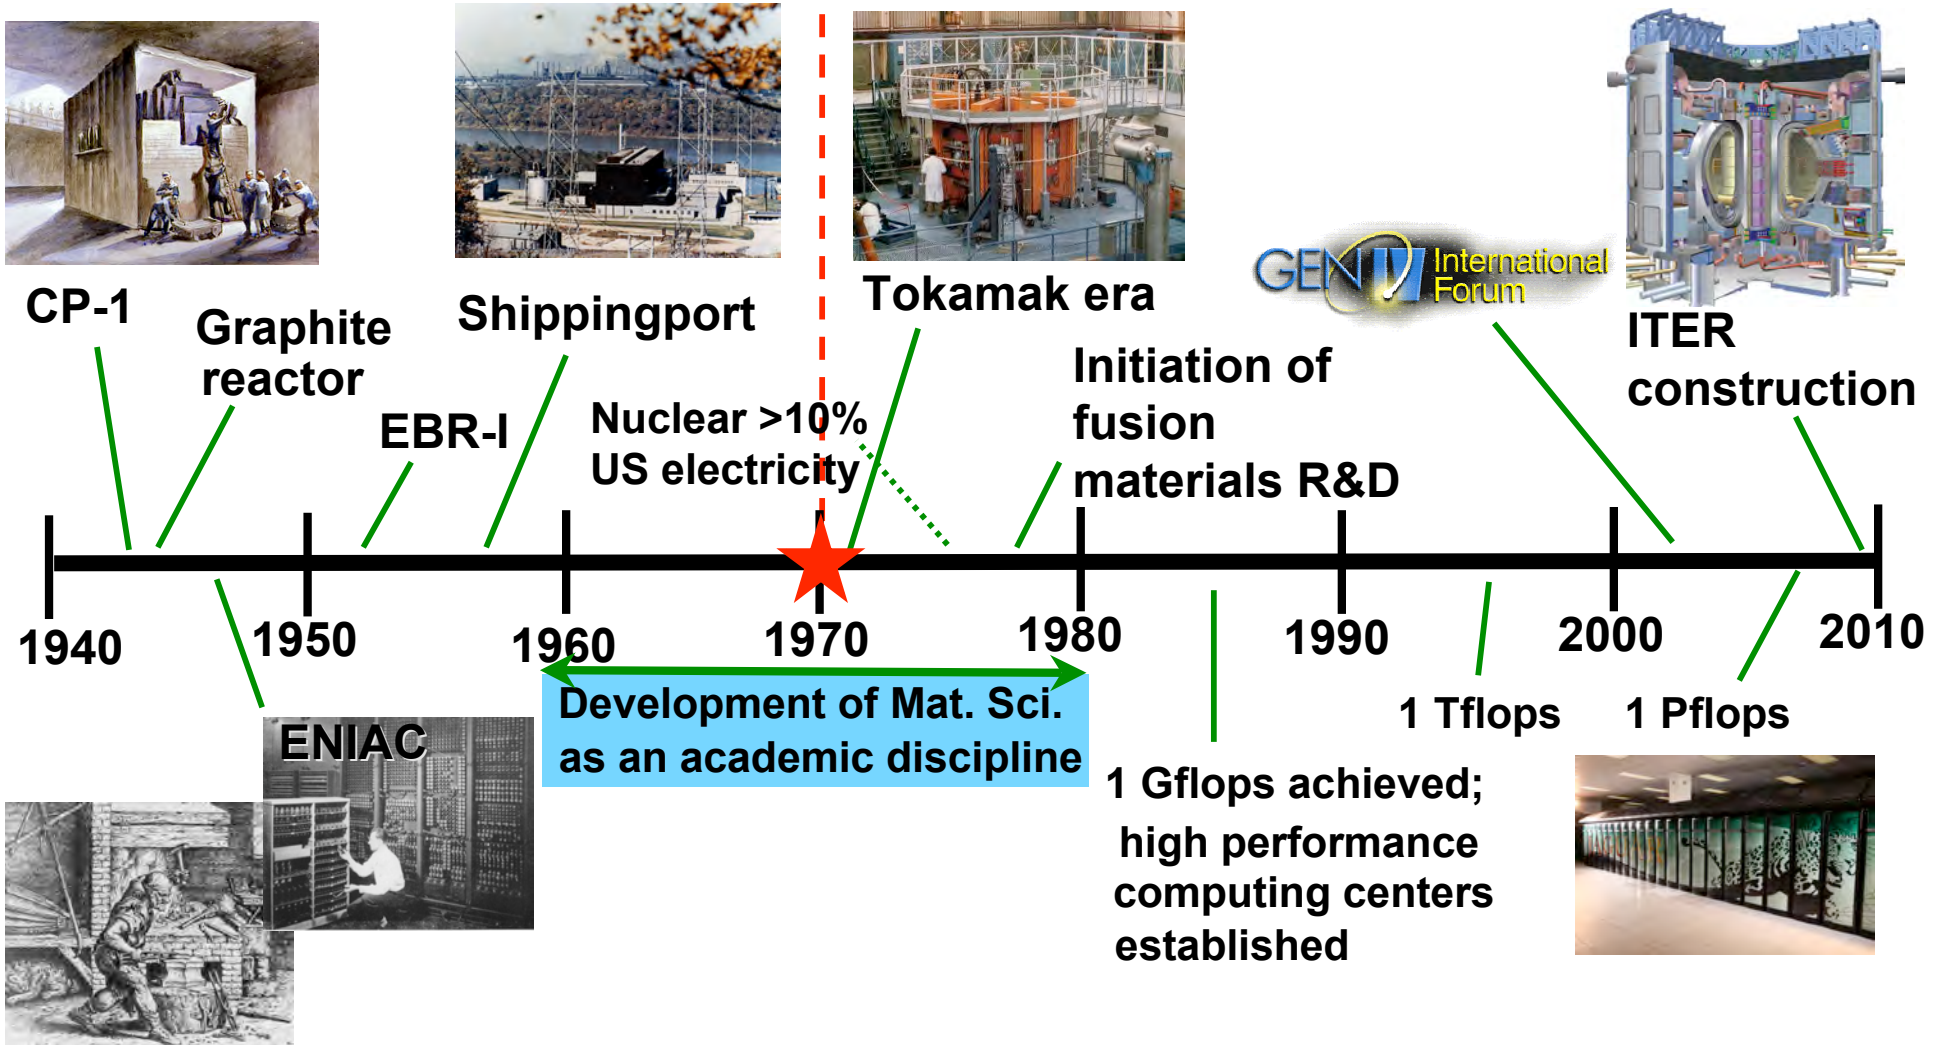 CP-1
Graphite
reactor
EBR-I
Shippingport
Nuclear >10%
US electricity
Tokamak era
Initiation of
fusion
materials R&D
GEN IV International
Forum
ITER
construction
1940
1950
1960
1970
1980
1990
2000
2010
ENIAC
Development of Mat. Sci.
as an academic discipline
1 Gflops achieved;
high performance
computing centers
established
1 Tflops
1 Pflops